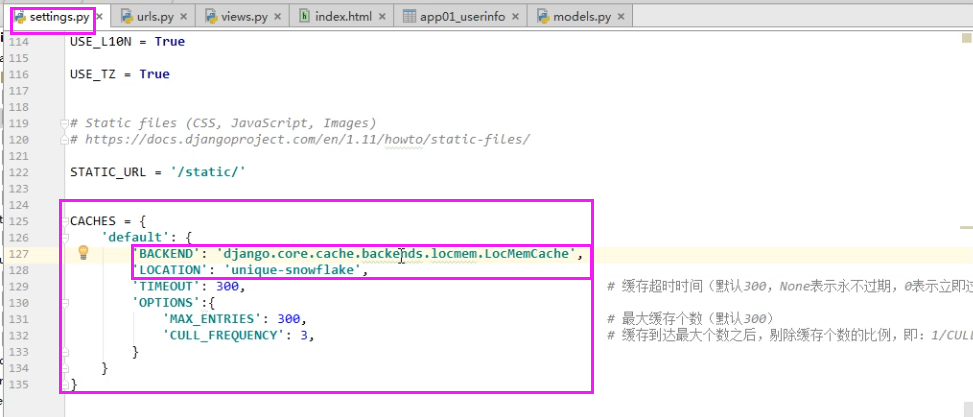 settings.py urls.py views.py index.html app01_userinfo models.py
114 USE_L10N = True
115
116 USE_TZ = True
117
118
119 # Static files (CSS, JavaScript, Images)
120 # https://docs.djangoproject.com/en/1.11/howto/static-files/
121
122 STATIC_URL = '/static/'
123
124
125 CACHES = {
126 'default': {
127 'BACKEND': 'django.core.cache.backends.locmem.LocMemCache',
128 'LOCATION': 'unique-snowflake',
129 'TIMEOUT': 300, # 缓存超时时间（默认300，None表示永不过期，0表示立即过
130 'OPTIONS':{
131 'MAX_ENTRIES': 300, # 最大缓存个数（默认300）
132 'CULL_FREQUENCY': 3, # 缓存到达最大个数之后，剔除缓存个数的比例，即：1/CULL
133 }
134 }
135 }